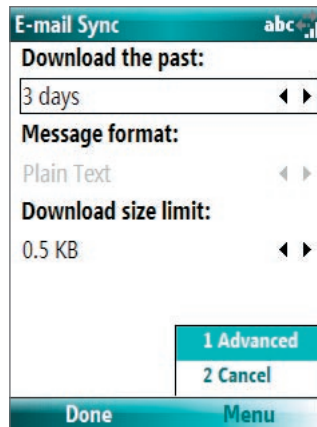 E-mail Sync abc
Download the past:
3 days
Message format:
Plain Text
Download size limit:
0.5 KB
1 Advanced
2 Cancel
Done Menu